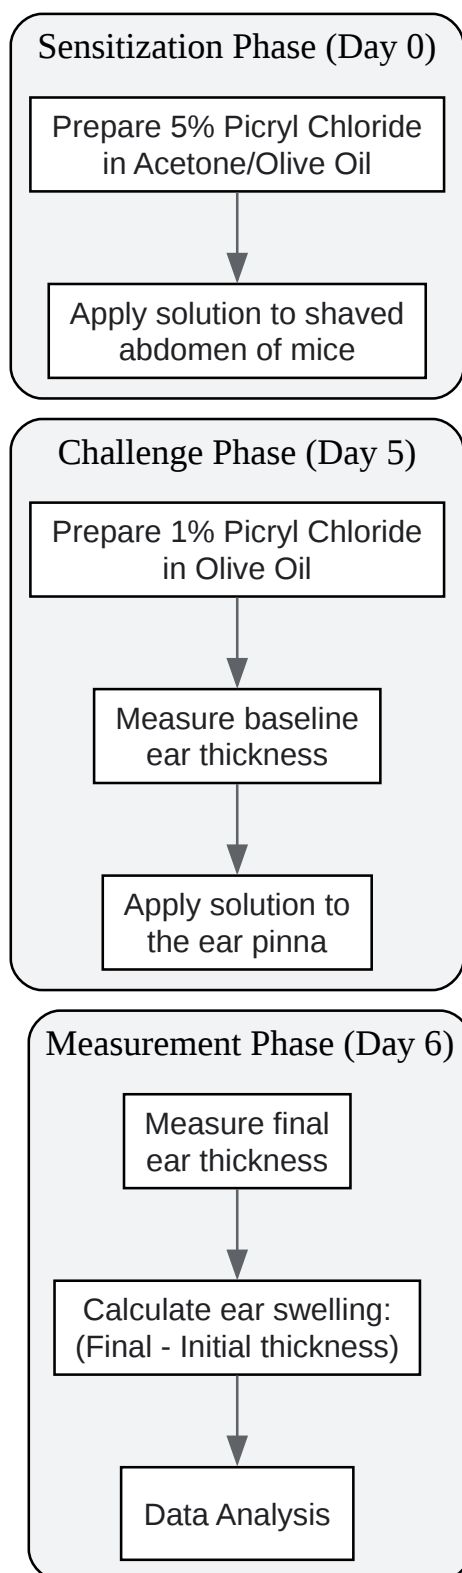 Sensitization Phase (Day 0)
Prepare 5% Picryl Chloride
in Acetone/Olive Oil
Apply solution to shaved
abdomen of mice
Challenge Phase (Day 5)
Prepare 1% Picryl Chloride
in Olive Oil
Measure baseline
ear thickness
Apply solution to
the ear pinna
Measurement Phase (Day 6)
Measure final
ear thickness
Calculate ear swelling:
(Final - Initial thickness)
Data Analysis